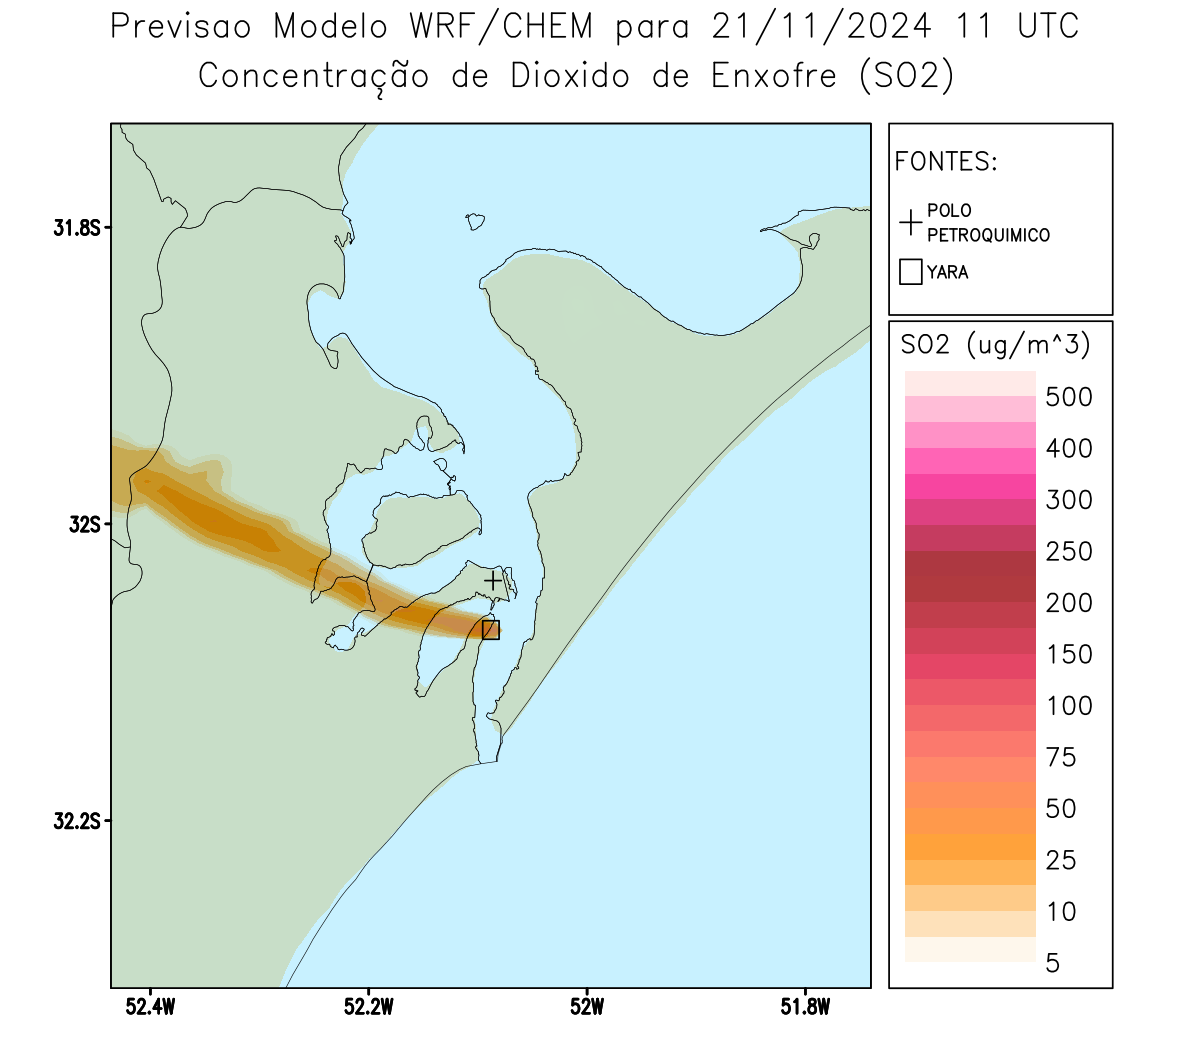 Previsao Modelo WRF/CHEM para 21/11/2024 11 UTC
Concentração de Dioxido de Enxofre (SO2)
FONTES:
POLO
PETROQUIMICO
YARA
SO2 (ug/m^3)
500
400
300
250
200
150
100
75
50
25
10
5
31.8S
32S
32.2S
52.4W
52.2W
52W
51.8W